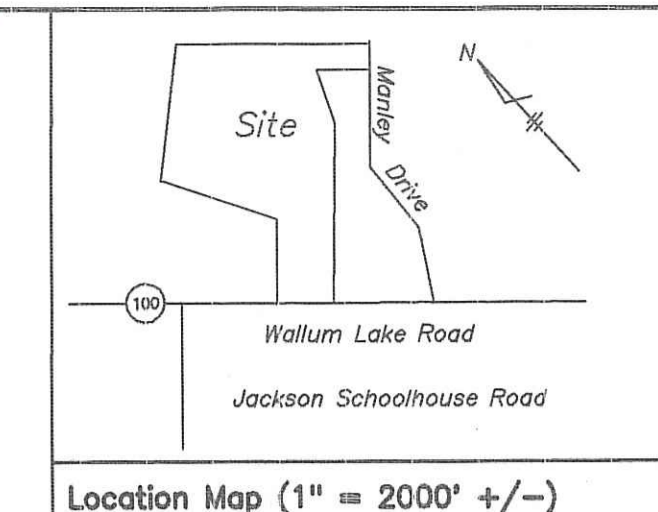 N
Manley
Site
Drive
100
Wallum Lake Road
Jackson Schoolhouse Road
Location Map (1" = 2000' +/-)